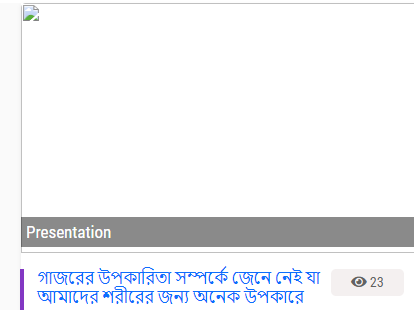 Presentation
গাজরের উপকারিতা সম্পর্কে জেনে নেই যা
23
আমাদের শরীরের জন্য অনেক উপকারে